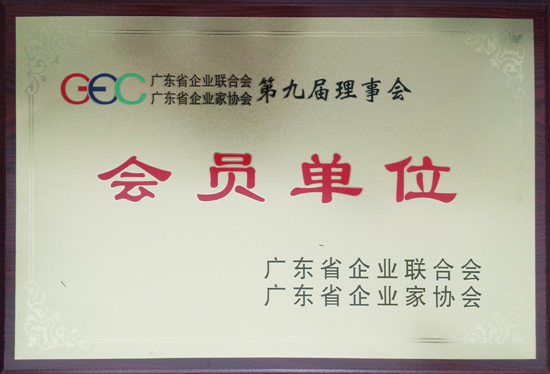 GEC 广东省企业联合会
广东省企业家协会 第九届理事会
会员单位
广东省企业联合会
广东省企业家协会